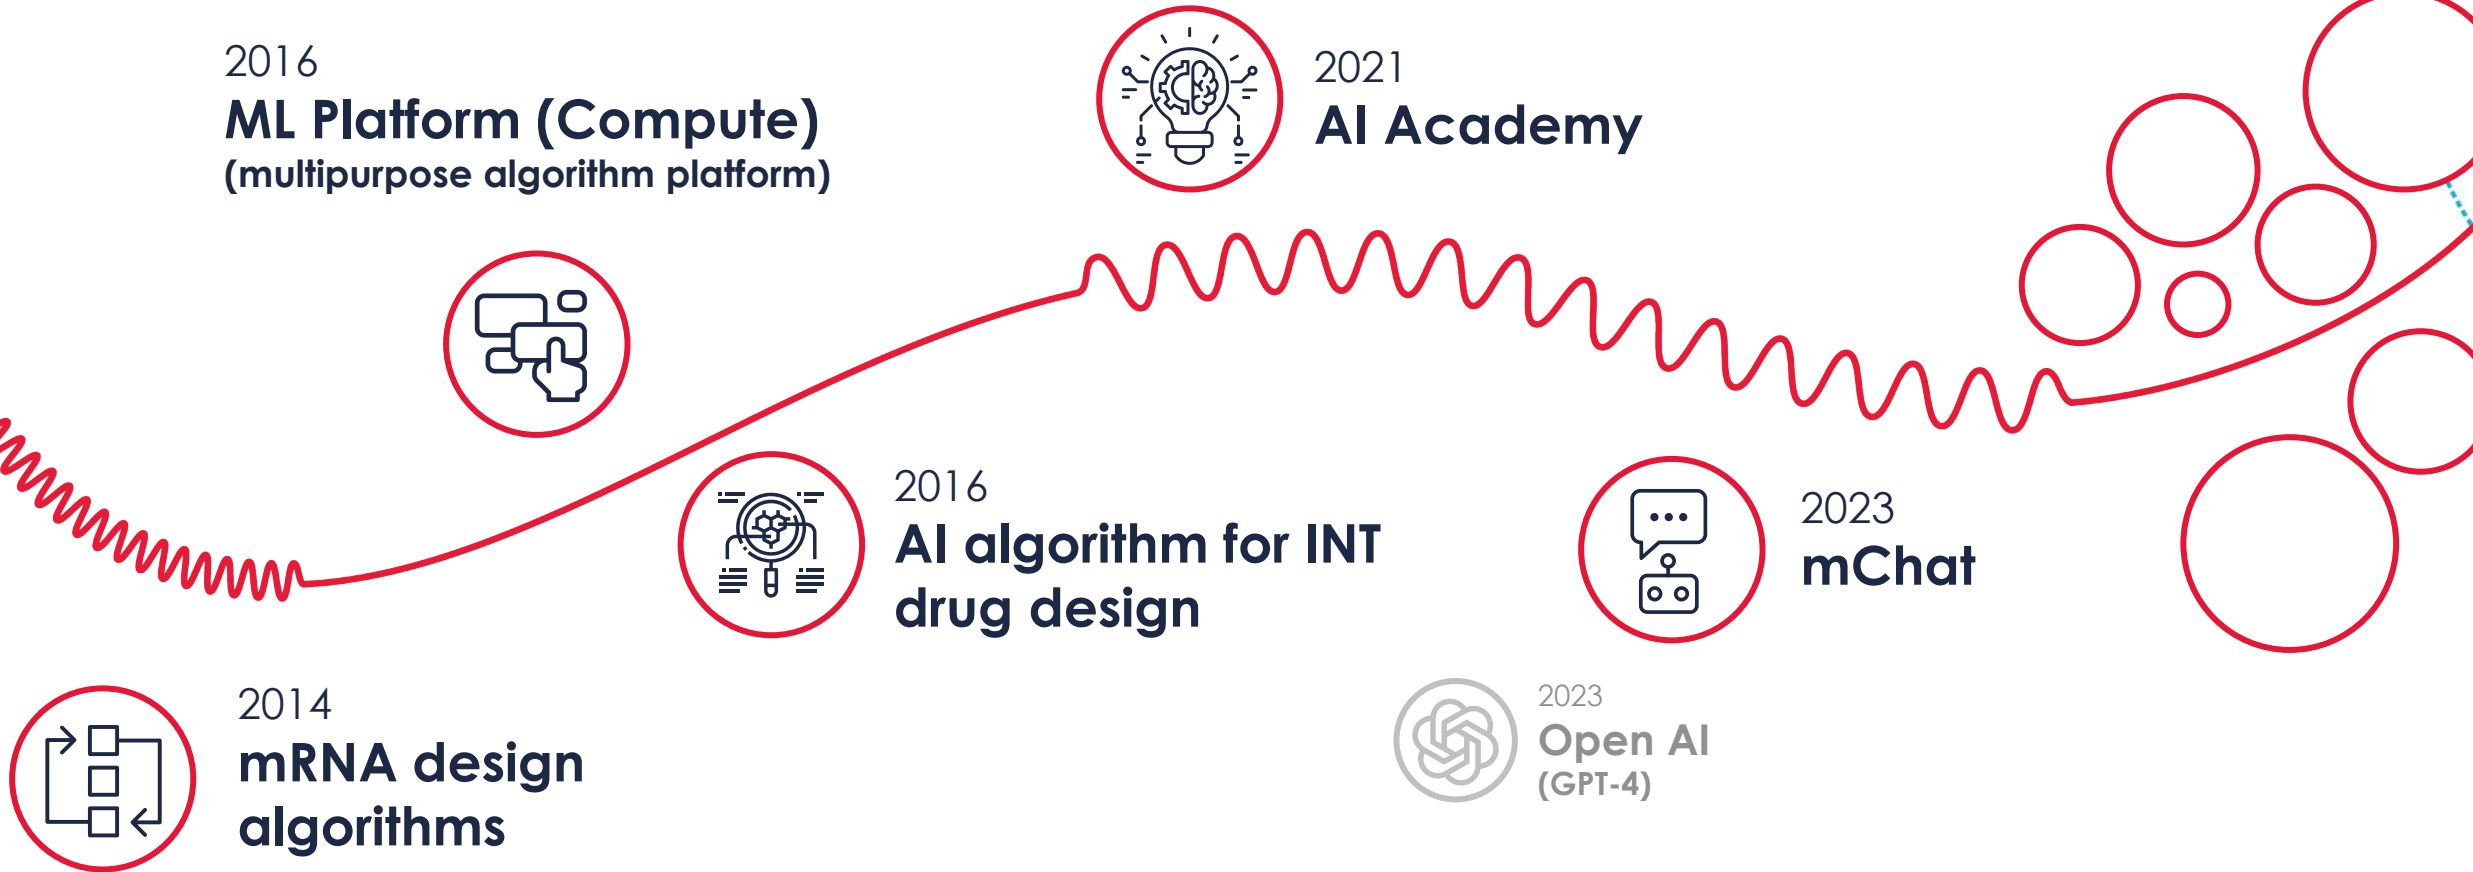 2016
ML Platform (Compute)
(multipurpose algorithm platform)
2021
AI Academy
2016
AI algorithm for INT
drug design
2023
mChat
2014
mRNA design
algorithms
2023
Open AI
(GPT-4)